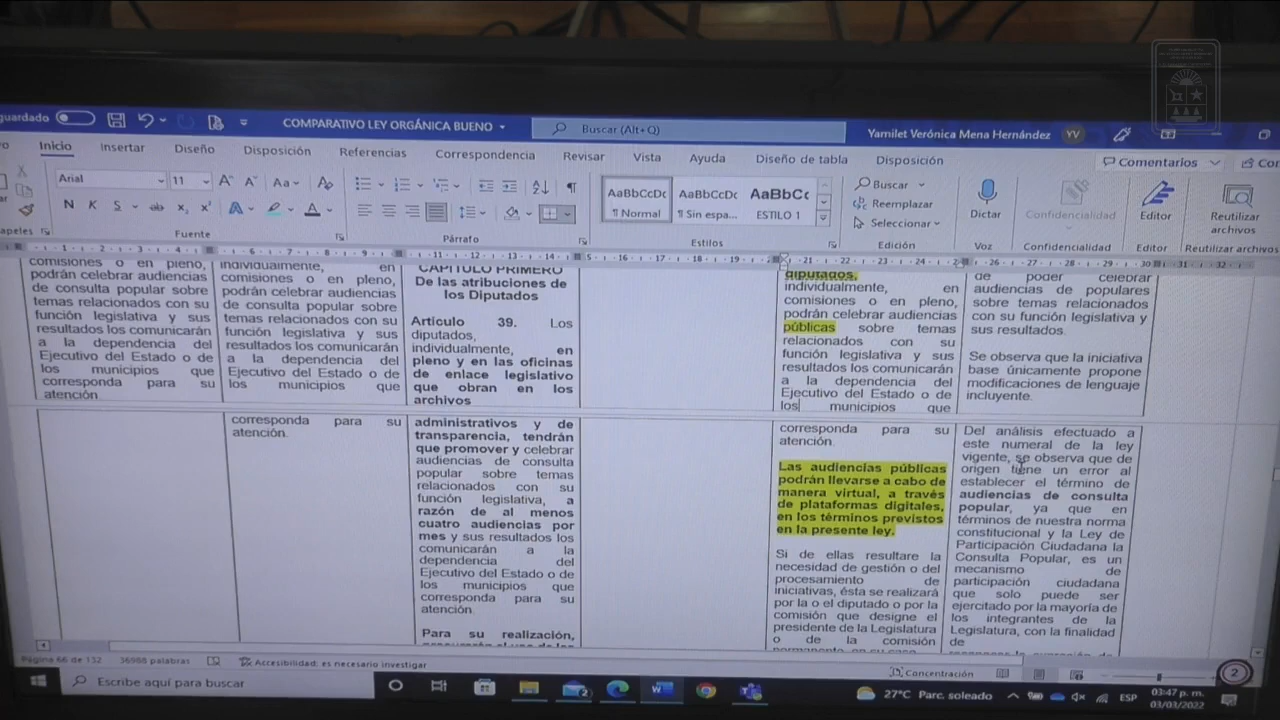 guardado
COMPARATIVO LEY ORGÁNICA BUENO
Buscar (Alt+Q)
Yamilet Verónica Mena Hernández
YV
Inicio
Insertar
Diseño
Disposición
Referencias
Correspondencia
Revisar
Vista
Ayuda
Diseño de tabla
Disposición
Comentarios
Arial
11
N K S ab
AaBbCcDc
¶ Normal
AaBbCcDc
¶ Sin espa...
AaBbCc
ESTILO 1
Buscar
Reemplazar
Seleccionar
Dictar
Confidencialidad
Editor
Reutilizar
archivos
Fuente
Párrafo
Estilos
Edición
Voz
Confidencialidad
Editor
Reutilizar archivos
comisiones o en pleno,
podrán celebrar audiencias
de consulta popular sobre
temas relacionados con su
función legislativa y sus
resultados los comunicarán
a la dependencia del
Ejecutivo del Estado o de
los municipios que
corresponda para su
atención.
individualmente, en
comisiones o en pleno,
podrán celebrar audiencias
de consulta popular sobre
temas relacionados con su
función legislativa y sus
resultados los comunicarán
a la dependencia del
Ejecutivo del Estado o de
los municipios que
corresponda para su
atención.
CAPÍTULO PRIMERO
De las atribuciones de
los Diputados
Artículo 39. Los
diputados,
individualmente, en
pleno y en las oficinas
de enlace legislativo
que obran en los
archivos
administrativos y de
transparencia, tendrán
que promover y celebrar
audiencias de consulta
popular sobre temas
relacionados con su
función legislativa, a
razón de al menos
cuatro audiencias por
mes y sus resultados los
comunicarán a la
dependencia del
Ejecutivo del Estado o de
los municipios que
corresponda para su
atención.
Para su realización,
diputados,
individualmente, en
comisiones o en pleno,
podrán celebrar audiencias
públicas sobre temas
relacionados con su
función legislativa y sus
resultados los comunicarán
a la dependencia del
Ejecutivo del Estado o de
los municipios que
corresponda para su
atención.
Las audiencias públicas
podrán llevarse a cabo de
manera virtual, a través
de plataformas digitales,
en los términos previstos
en la presente ley.
Si de ellas resultare la
necesidad de gestión o del
procesamiento de
iniciativas, ésta se realizará
por la o el diputado o por la
comisión que designe el
presidente de la Legislatura
o de la comisión
permanente, en su caso
de poder celebrar
audiencias de populares
sobre temas relacionados
con su función legislativa y
sus resultados.
Se observa que la iniciativa
base únicamente propone
modificaciones de lenguaje
incluyente.
Del análisis efectuado a
este numeral de la ley
vigente, se observa que de
origen tiene un error al
establecer el término de
audiencias de consulta
popular, ya que en
términos de nuestra norma
constitucional y la Ley de
Participación Ciudadana la
Consulta Popular, es un
mecanismo de
participación ciudadana
que solo puede ser
ejercitado por la mayoría de
los integrantes de la
Legislatura, con la finalidad
de
Página 66 de 132
36988 palabras
Accesibilidad: es necesario investigar
Concentración
Escribe aquí para buscar
27°C Parc. soleado
ESP
03:47 p. m.
03/03/2022
2